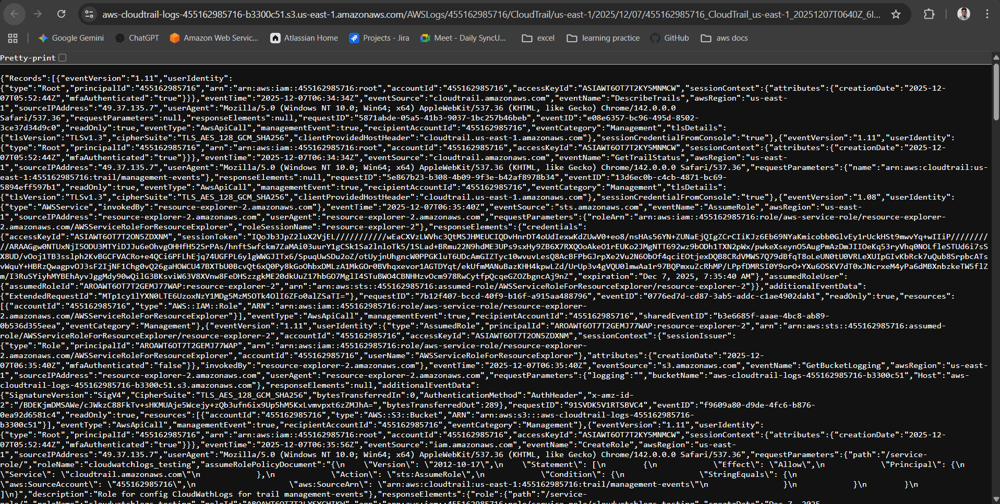 aws-cloudtrail-logs-455162985716-b3300c51.s3.us-east-1.amazonaws.com/AWSLogs/455162985716/CloudTrail/us-east-1/2025/12/07/455162985716_CloudTrail_us-east-1_20251207T0640Z_6I...
Google Gemini ChatGPT Amazon Web Servic... Atlassian Home Projects - Jira Meet - Daily SyncU... excel learning practice GitHub aws docs
Pretty-print
{"Records":[{"eventVersion":"1.11","userIdentity":
{"type":"Root","principalId":"455162985716","arn":"arn:aws:iam::455162985716:root","accountId":"455162985716","accessKeyId":"ASIAWT6OT7T2KY5MNMCW","sessionContext":{"attributes":{"creationDate":"2025-12-
07T05:52:44Z","mfaAuthenticated":"true"}}},"eventTime":"2025-12-07T06:34:34Z","eventSource":"cloudtrail.amazonaws.com","eventName":"DescribeTrails","awsRegion":"us-east-
1","sourceIPAddress":"49.37.135.7","userAgent":"Mozilla/5.0 (Windows NT 10.0; Win64; x64) AppleWebKit/537.36 (KHTML, like Gecko) Chrome/142.0.0.0
Safari/537.36","requestParameters":null,"responseElements":null,"requestID":"5871abde-05a5-41b3-9037-1bc257b46beb","eventID":"e08e6357-bc96-495d-8502-
3ce37d34d9c0","readOnly":true,"eventType":"AwsApiCall","managementEvent":true,"recipientAccountId":"455162985716","eventCategory":"Management","tlsDetails":
{"tlsVersion":"TLSv1.3","cipherSuite":"TLS_AES_128_GCM_SHA256","clientProvidedHostHeader":"cloudtrail.us-east-1.amazonaws.com"},"sessionCredentialFromConsole":"true"},{"eventVersion":"1.11","userIdentity":
{"type":"Root","principalId":"455162985716","arn":"arn:aws:iam::455162985716:root","accountId":"455162985716","accessKeyId":"ASIAWT6OT7T2KY5MNMCW","sessionContext":{"attributes":{"creationDate":"2025-12-
07T05:52:44Z","mfaAuthenticated":"true"}}},"eventTime":"2025-12-07T06:34:34Z","eventSource":"cloudtrail.amazonaws.com","eventName":"GetTrailStatus","awsRegion":"us-east-
1","sourceIPAddress":"49.37.135.7","userAgent":"Mozilla/5.0 (Windows NT 10.0; Win64; x64) AppleWebKit/537.36 (KHTML, like Gecko) Chrome/142.0.0.0 Safari/537.36","requestParameters":{"name":"arn:aws:cloudtrail:us-
east-1:455162985716:trail/management-events"},"responseElements":null,"requestID":"5e867b23-b308-4b09-9f3e-b42af8978b34","eventID":"13d6ec0b-c4cb-4871-bc69-
5894eff597b1","readOnly":true,"eventType":"AwsApiCall","managementEvent":true,"recipientAccountId":"455162985716","eventCategory":"Management","tlsDetails":
{"tlsVersion":"TLSv1.3","cipherSuite":"TLS_AES_128_GCM_SHA256","clientProvidedHostHeader":"cloudtrail.us-east-1.amazonaws.com"},"sessionCredentialFromConsole":"true"},{"eventVersion":"1.08","userIdentity":
{"type":"AWSService","invokedBy":"resource-explorer-2.amazonaws.com"},"eventTime":"2025-12-07T06:35:40Z","eventSource":"sts.amazonaws.com","eventName":"AssumeRole","awsRegion":"us-east-
1","sourceIPAddress":"resource-explorer-2.amazonaws.com","userAgent":"resource-explorer-2.amazonaws.com","requestParameters":{"roleArn":"arn:aws:iam::455162985716:role/aws-service-role/resource-explorer-
2.amazonaws.com/AWSServiceRoleForResourceExplorer","roleSessionName":"resource-explorer-2"},"responseElements":{"credentials":
{"accessKeyId":"ASIAWT6OT7T2ON5ZDXNM","sessionToken":
"expiration":"Dec 7, 2025, 7:35:40 AM"},"assumedRoleUser":
{"assumedRoleId":"AROAWT6OT7T2GEMJ77WAP:resource-explorer-2","arn":"arn:aws:sts::455162985716:assumed-role/AWSServiceRoleForResourceExplorer/resource-explorer-2"}},"additionalEventData":
{"ExtendedRequestId":"MTp1cy1lYXN0LTE6UzoxNzY1MDg5MzM5OTk4OlI6ZFo0alZSaTI="},"requestID":"7b12f407-bccd-40f9-b16f-a915aa488796","eventID":"0776ed7d-cd87-3ab5-addc-c1ae4902dab1","readOnly":true,"resources":
[{"accountId":"455162985716","type":"AWS::IAM::Role","ARN":"arn:aws:iam::455162985716:role/aws-service-role/resource-explorer-
2.amazonaws.com/AWSServiceRoleForResourceExplorer"}],"eventType":"AwsApiCall","managementEvent":true,"recipientAccountId":"455162985716","sharedEventID":"b3e6685f-aaae-4bc8-ab89-
0b536d355eea","eventCategory":"Management"},{"eventVersion":"1.11","userIdentity":{"type":"AssumedRole","principalId":"AROAWT6OT7T2GEMJ77WAP:resource-explorer-2","arn":"arn:aws:sts::455162985716:assumed-
role/AWSServiceRoleForResourceExplorer/resource-explorer-2","accountId":"455162985716","accessKeyId":"ASIAWT6OT7T2ON5ZDXNM","sessionContext":{"sessionIssuer":
{"type":"Role","principalId":"AROAWT6OT7T2GEMJ77WAP","arn":"arn:aws:iam::455162985716:role/aws-service-role/resource-explorer-
2.amazonaws.com/AWSServiceRoleForResourceExplorer","accountId":"455162985716","userName":"AWSServiceRoleForResourceExplorer"},"attributes":{"creationDate":"2025-12-
07T06:35:40Z","mfaAuthenticated":"false"}},"invokedBy":"resource-explorer-2.amazonaws.com"},"eventTime":"2025-12-07T06:35:40Z","eventSource":"s3.amazonaws.com","eventName":"GetBucketLogging","awsRegion":"us-east-
1","sourceIPAddress":"resource-explorer-2.amazonaws.com","userAgent":"resource-explorer-2.amazonaws.com","requestParameters":{"logging":"","bucketName":"aws-cloudtrail-logs-455162985716-b3300c51","Host":"aws-
cloudtrail-logs-455162985716-b3300c51.s3.amazonaws.com"},"responseElements":null,"additionalEventData":
{"SignatureVersion":"SigV4","CipherSuite":"TLS_AES_128_GCM_SHA256","bytesTransferredIn":0,"AuthenticationMethod":"AuthHeader","x-amz-id-
2":"/BDEKjmDMSAWe/cJWkzC88FkTv+sHKMUAje5Wcejy+zQb3ufn6ix9Up5hM5KxLvmvpxt6zZMJhA=","bytesTransferredOut":289},"requestID":"91SVDK5V1RTSBVC4","eventID":"f9609a80-d9de-4fc6-b876-
0ea92d6581c4","readOnly":true,"resources":[{"accountId":"455162985716","type":"AWS::S3::Bucket","ARN":"arn:aws:s3:::aws-cloudtrail-logs-455162985716-
b3300c51"}],"eventType":"AwsApiCall","managementEvent":true,"recipientAccountId":"455162985716","eventCategory":"Management"},{"eventVersion":"1.11","userIdentity":
{"type":"Root","principalId":"455162985716","arn":"arn:aws:iam::455162985716:root","accountId":"455162985716","accessKeyId":"ASIAWT6OT7T2KY5MNMCW","sessionContext":{"attributes":{"creationDate":"2025-12-
07T05:52:44Z","mfaAuthenticated":"true"}}},"eventTime":"2025-12-07T06:35:56Z","eventSource":"iam.amazonaws.com","eventName":"CreateRole","awsRegion":"us-east-
1","sourceIPAddress":"49.37.135.7","userAgent":"Mozilla/5.0 (Windows NT 10.0; Win64; x64) AppleWebKit/537.36 (KHTML, like Gecko) Chrome/142.0.0.0 Safari/537.36","requestParameters":{"path":"/service-
role/","roleName":"cloudwatchlogs_testing","assumeRolePolicyDocument":"{\n \"Version\": \"2012-10-17\",\n \"Statement\": [\n {\n \"Effect\": \"Allow\",\n \"Principal\": {\n
\"Service\": \"cloudtrail.amazonaws.com\"\n },\n \"Action\": \"sts:AssumeRole\",\n \"Condition\": {\n \"StringEquals\": {\n
\"aws:SourceAccount\": \"455162985716\",\n \"aws:SourceArn\": \"arn:aws:cloudtrail:us-east-1:455162985716:trail/management-events\"\n }\n }\n }\n
]\n}","description":"Role for config CloudWathLogs for trail management-events"},"responseElements":{"role":{"path":"/service-